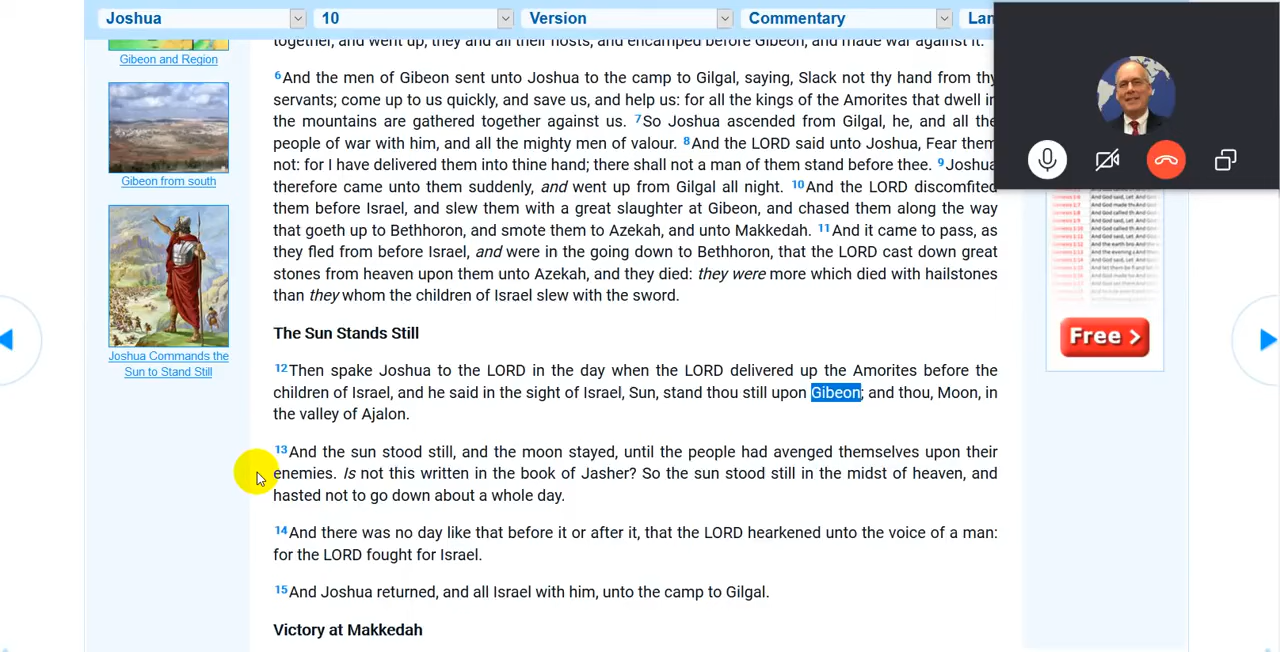 Joshua 10 Version Commentary Lan
together, and went up, they and all their hosts, and encamped before Gibeon, and made war against it.
Gibeon and Region
6And the men of Gibeon sent unto Joshua to the camp to Gilgal, saying, Slack not thy hand from thy
servants; come up to us quickly, and save us, and help us: for all the kings of the Amorites that dwell in
the mountains are gathered together against us. 7So Joshua ascended from Gilgal, he, and all the
people of war with him, and all the mighty men of valour. 8And the LORD said unto Joshua, Fear them
not: for I have delivered them into thine hand; there shall not a man of them stand before thee. 9Joshua
therefore came unto them suddenly, and went up from Gilgal all night. 10And the LORD discomfited
them before Israel, and slew them with a great slaughter at Gibeon, and chased them along the way
that goeth up to Bethhoron, and smote them to Azekah, and unto Makkedah. 11And it came to pass, as
they fled from before Israel, and were in the going down to Bethhoron, that the LORD cast down great
stones from heaven upon them unto Azekah, and they died: they were more which died with hailstones
than they whom the children of Israel slew with the sword.
Gibeon from south
The Sun Stands Still
12Then spake Joshua to the LORD in the day when the LORD delivered up the Amorites before the
children of Israel, and he said in the sight of Israel, Sun, stand thou still upon Gibeon; and thou, Moon, in
the valley of Ajalon.
Joshua Commands the
Sun to Stand Still
13And the sun stood still, and the moon stayed, until the people had avenged themselves upon their
enemies. Is not this written in the book of Jasher? So the sun stood still in the midst of heaven, and
hasted not to go down about a whole day.
14And there was no day like that before it or after it, that the LORD hearkened unto the voice of a man:
for the LORD fought for Israel.
15And Joshua returned, and all Israel with him, unto the camp to Gilgal.
Victory at Makkedah
Free >